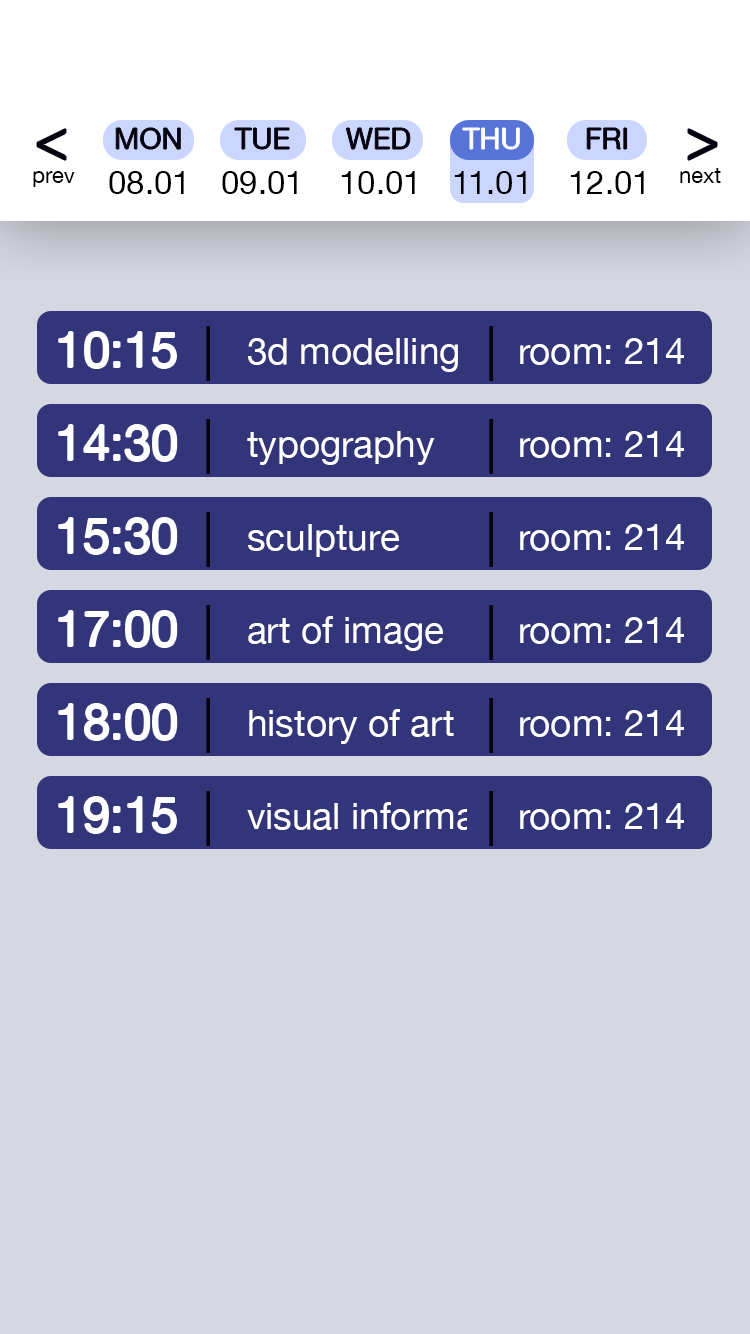 < MON TUE WED THU FRI >
prev 08.01 09.01 10.01 11.01 12.01 next
10:15 3d modelling room: 214
14:30 typography room: 214
15:30 sculpture room: 214
17:00 art of image room: 214
18:00 history of art room: 214
19:15 visual informa room: 214